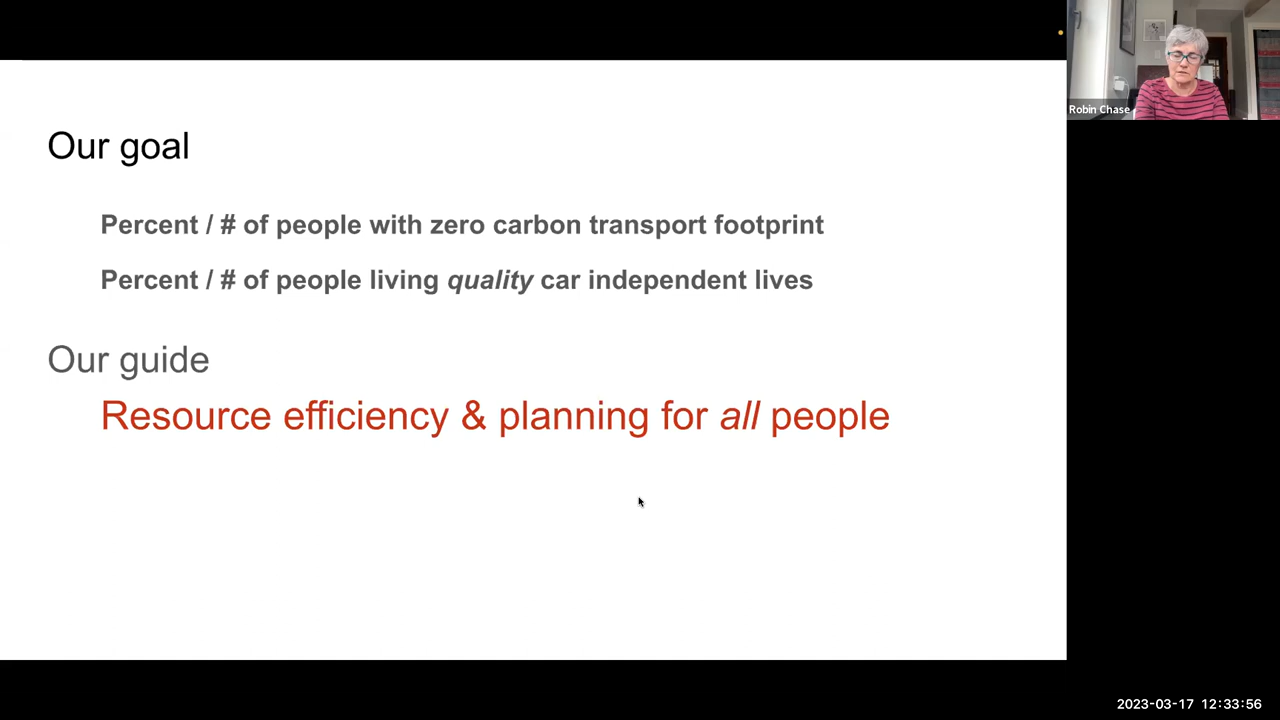 Robin Chase
Our goal
Percent / # of people with zero carbon transport footprint
Percent / # of people living quality car independent lives
Our guide
Resource efficiency & planning for all people
2023-03-17 12:33:56